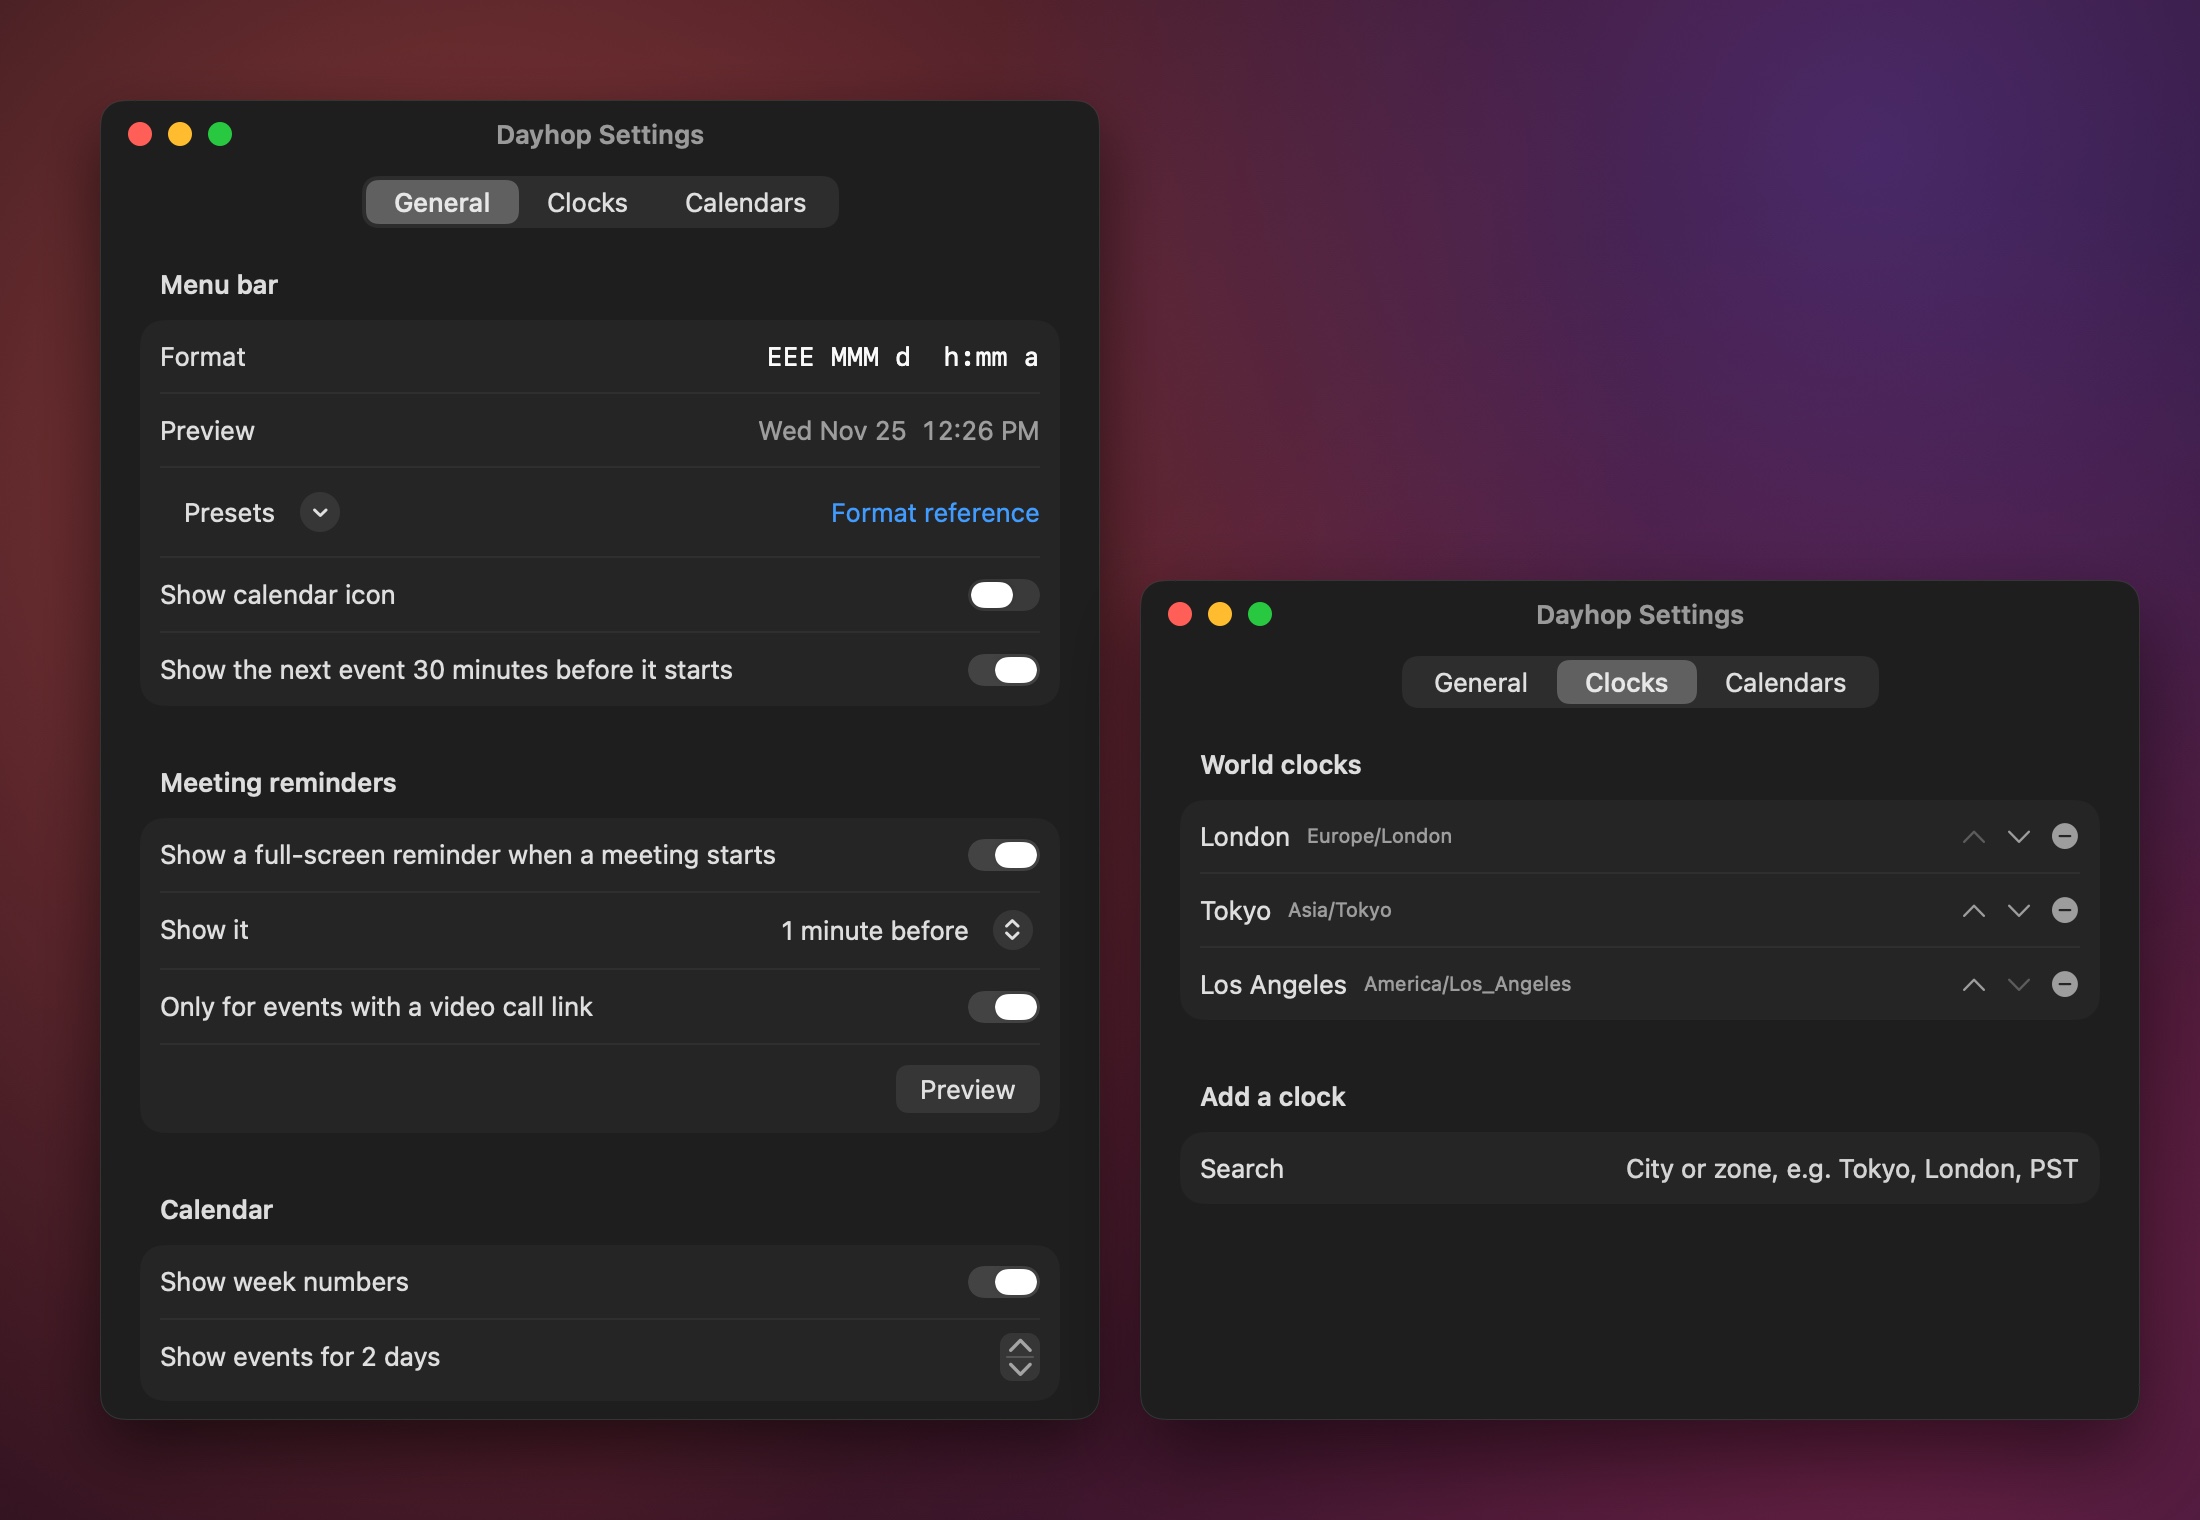 Dayhop Settings
General Clocks Calendars
Menu bar
Format EEE MMM d  h:mm a
Preview Wed Nov 25  12:26 PM
Presets Format reference
Show calendar icon
Show the next event 30 minutes before it starts
Meeting reminders
Show a full-screen reminder when a meeting starts
Show it 1 minute before
Only for events with a video call link
Preview
Calendar
Show week numbers
Show events for 2 days
Dayhop Settings
General Clocks Calendars
World clocks
London Europe/London
Tokyo Asia/Tokyo
Los Angeles America/Los_Angeles
Add a clock
Search City or zone, e.g. Tokyo, London, PST